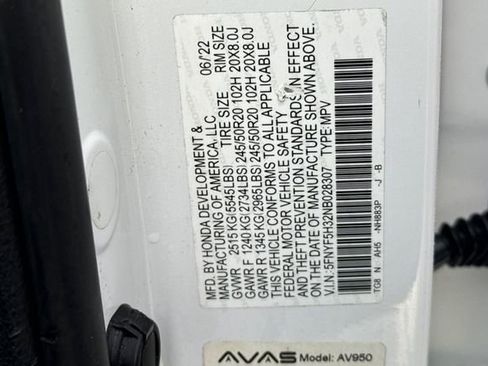 MFD. BY HONDA DEVELOPMENT & 06/22
MANUFACTURING OF AMERICA, LLC.
TIRE SIZE RIM SIZE
GVWR 2515 KG(5545LBS)
GAWR F 1240 KG(2734LBS)245/50R20 102H 20X8.0J
GAWR R 1345 KG(2965LBS)245/50R20 102H 20X8.0J
THIS VEHICLE CONFORMS TO ALL APPLICABLE
FEDERAL MOTOR VEHICLE SAFETY AND
THEFT PREVENTION STANDARDS IN EFFECT
ON THE DATE OF MANUFACTURE SHOWN ABOVE.
V.I.N.:5FNYF5H32NB028307 TYPE:MPV
TG8 N AH5 -NH883P -J -B
AVAS Model: AV950